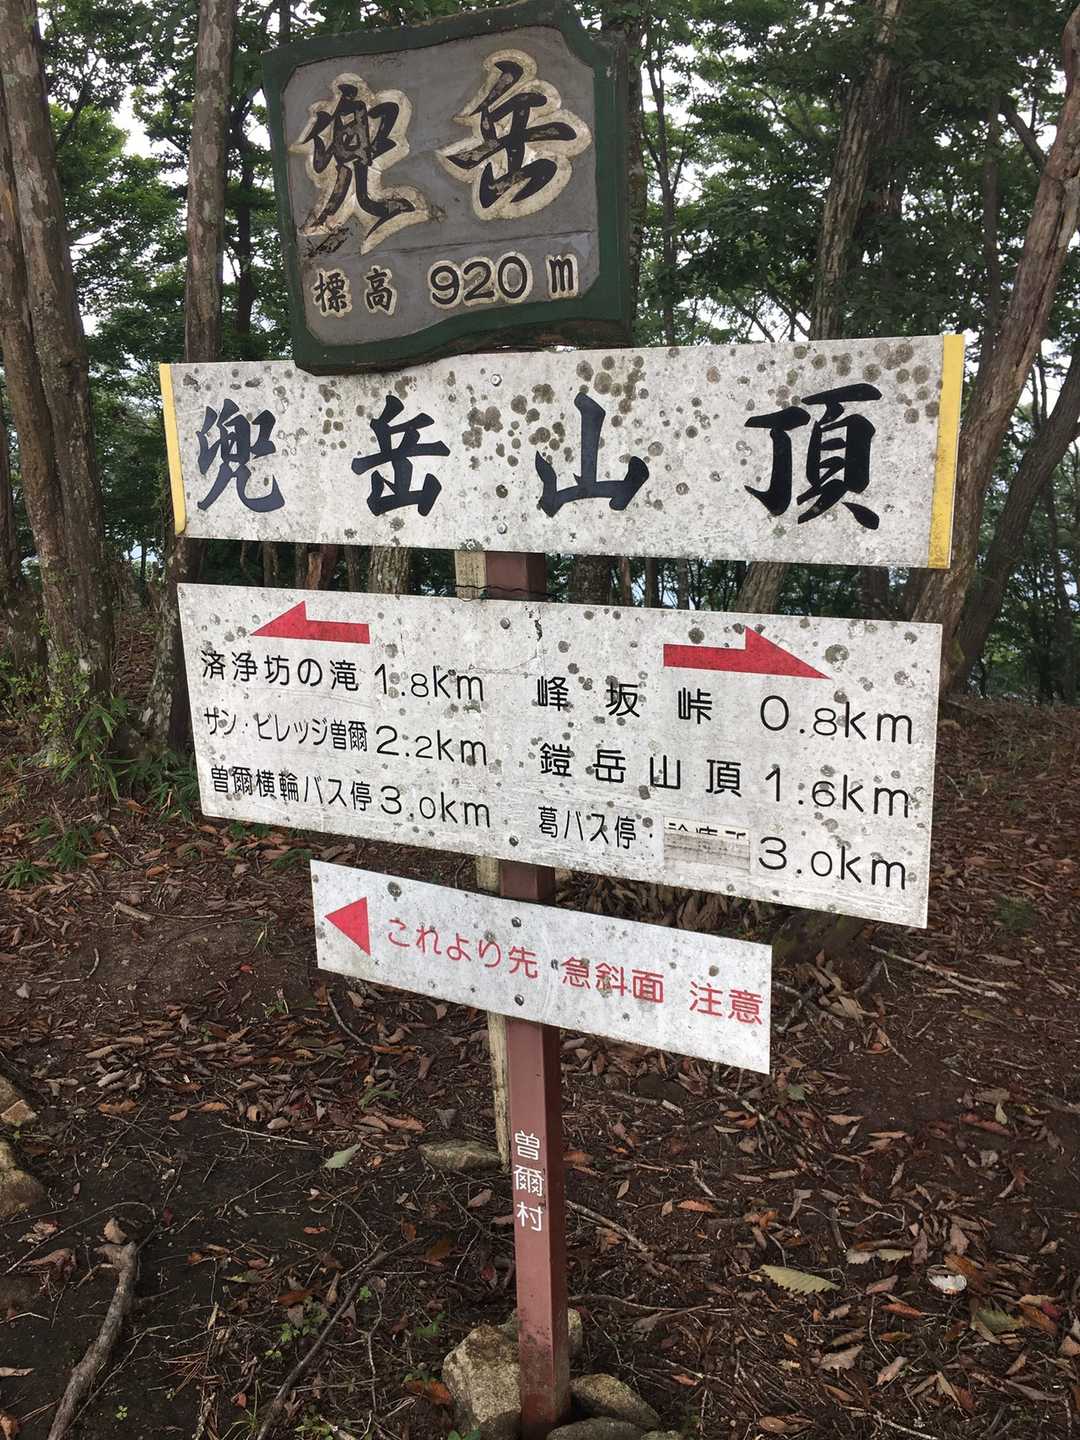 兜岳
標高 920m
兜岳山頂
済浄坊の滝 1.8km
サン・ビレッジ曽爾 2.2km
曽爾横輪バス停 3.0km
峰坂峠 0.8km
鎧岳山頂 1.6km
葛バス停・ 3.0km
これより先 急斜面 注意
曽爾村